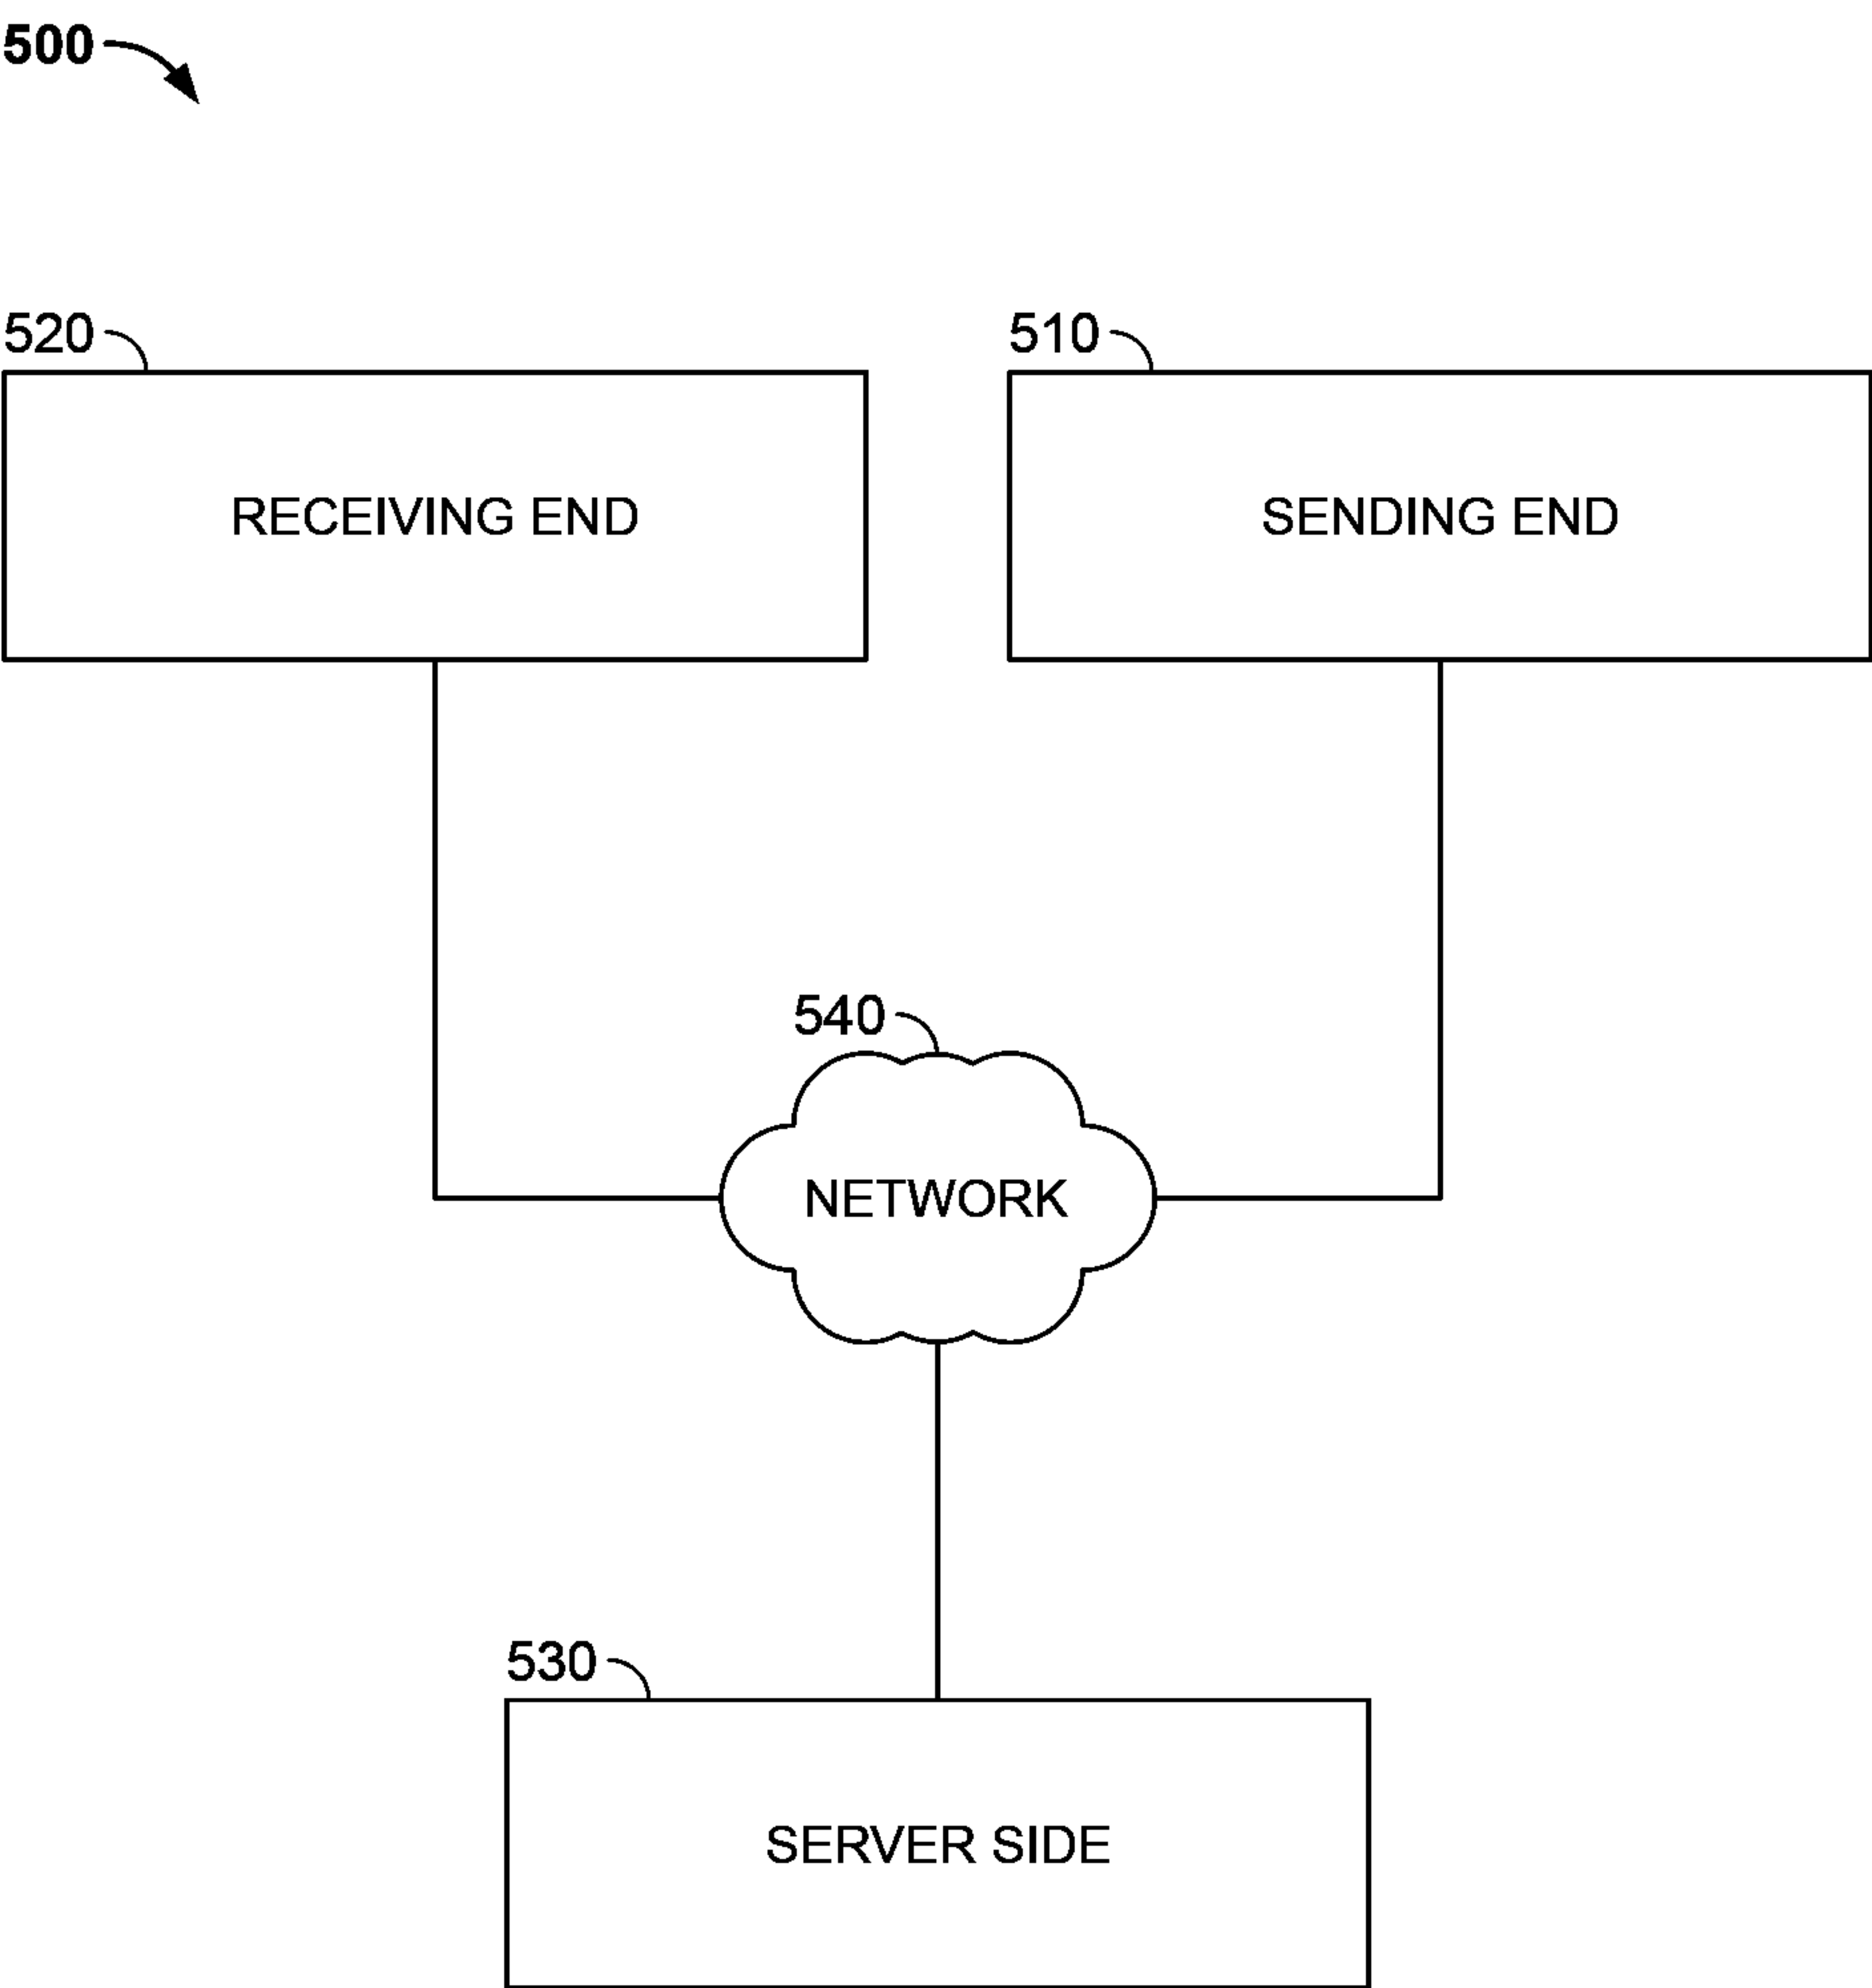 500
520
510
RECEIVING END
SENDING END
540
NETWORK
530
SERVER SIDE